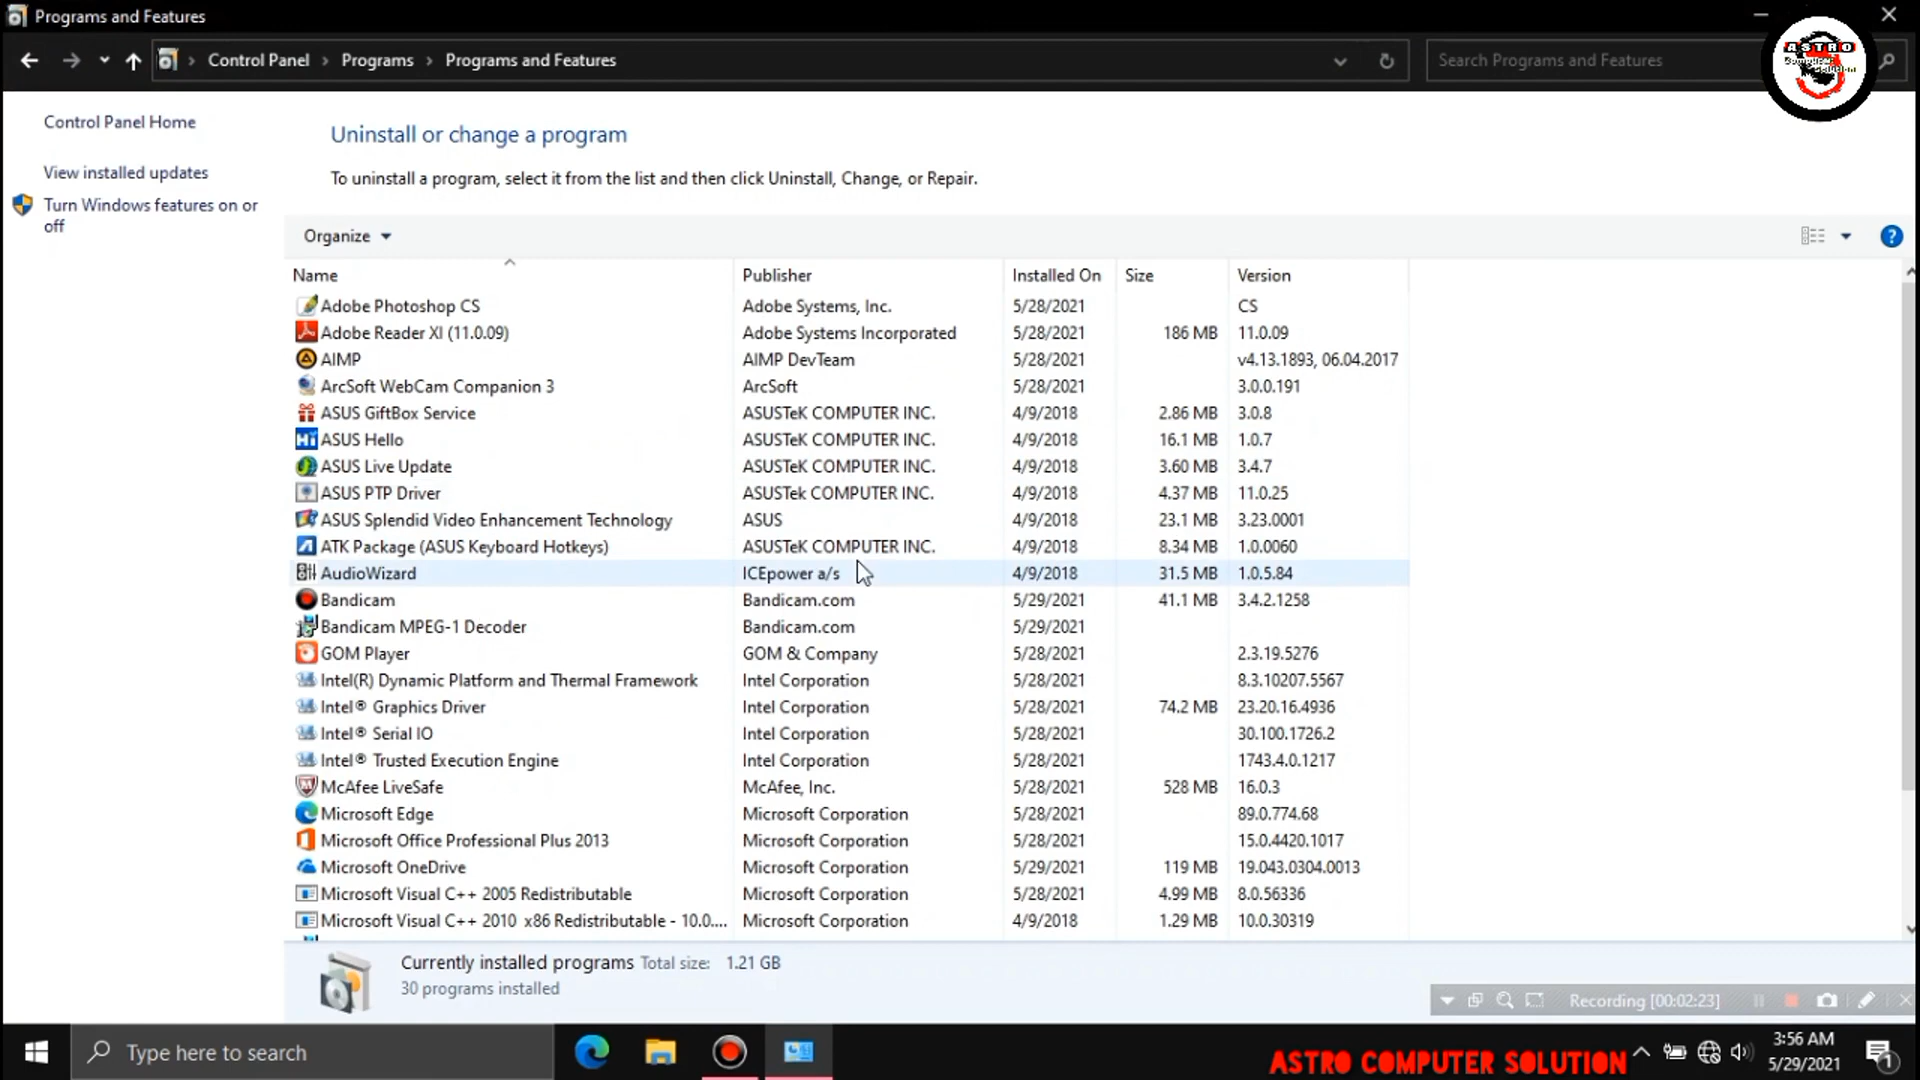 Programs and Features
Control Panel > Programs > Programs and Features
Search Programs and Features
ASTRO
Computer
Solution
Control Panel Home
View installed updates
Turn Windows features on or
off
Uninstall or change a program
To uninstall a program, select it from the list and then click Uninstall, Change, or Repair.
Organize
Name Publisher Installed On Size Version
Adobe Photoshop CS Adobe Systems, Inc. 5/28/2021 CS
Adobe Reader XI (11.0.09) Adobe Systems Incorporated 5/28/2021 186 MB 11.0.09
AIMP AIMP DevTeam 5/28/2021 v4.13.1893, 06.04.2017
ArcSoft WebCam Companion 3 ArcSoft 5/28/2021 3.0.0.191
ASUS GiftBox Service ASUSTeK COMPUTER INC. 4/9/2018 2.86 MB 3.0.8
ASUS Hello ASUSTeK COMPUTER INC. 4/9/2018 16.1 MB 1.0.7
ASUS Live Update ASUSTeK COMPUTER INC. 4/9/2018 3.60 MB 3.4.7
ASUS PTP Driver ASUSTek COMPUTER INC. 4/9/2018 4.37 MB 11.0.25
ASUS Splendid Video Enhancement Technology ASUS 4/9/2018 23.1 MB 3.23.0001
ATK Package (ASUS Keyboard Hotkeys) ASUSTeK COMPUTER INC. 4/9/2018 8.34 MB 1.0.0060
AudioWizard ICEpower a/s 4/9/2018 31.5 MB 1.0.5.84
Bandicam Bandicam.com 5/29/2021 41.1 MB 3.4.2.1258
Bandicam MPEG-1 Decoder Bandicam.com 5/29/2021
GOM Player GOM & Company 5/28/2021 2.3.19.5276
Intel(R) Dynamic Platform and Thermal Framework Intel Corporation 5/28/2021 8.3.10207.5567
Intel® Graphics Driver Intel Corporation 5/28/2021 74.2 MB 23.20.16.4936
Intel® Serial IO Intel Corporation 5/28/2021 30.100.1726.2
Intel® Trusted Execution Engine Intel Corporation 5/28/2021 1743.4.0.1217
McAfee LiveSafe McAfee, Inc. 5/28/2021 528 MB 16.0.3
Microsoft Edge Microsoft Corporation 5/28/2021 89.0.774.68
Microsoft Office Professional Plus 2013 Microsoft Corporation 5/28/2021 15.0.4420.1017
Microsoft OneDrive Microsoft Corporation 5/29/2021 119 MB 19.043.0304.0013
Microsoft Visual C++ 2005 Redistributable Microsoft Corporation 5/28/2021 4.99 MB 8.0.56336
Microsoft Visual C++ 2010 x86 Redistributable - 10.0.... Microsoft Corporation 4/9/2018 1.29 MB 10.0.30319
Currently installed programs Total size: 1.21 GB
30 programs installed
Recording [00:02:23]
Type here to search
ASTRO COMPUTER SOLUTION
3:56 AM
5/29/2021
1